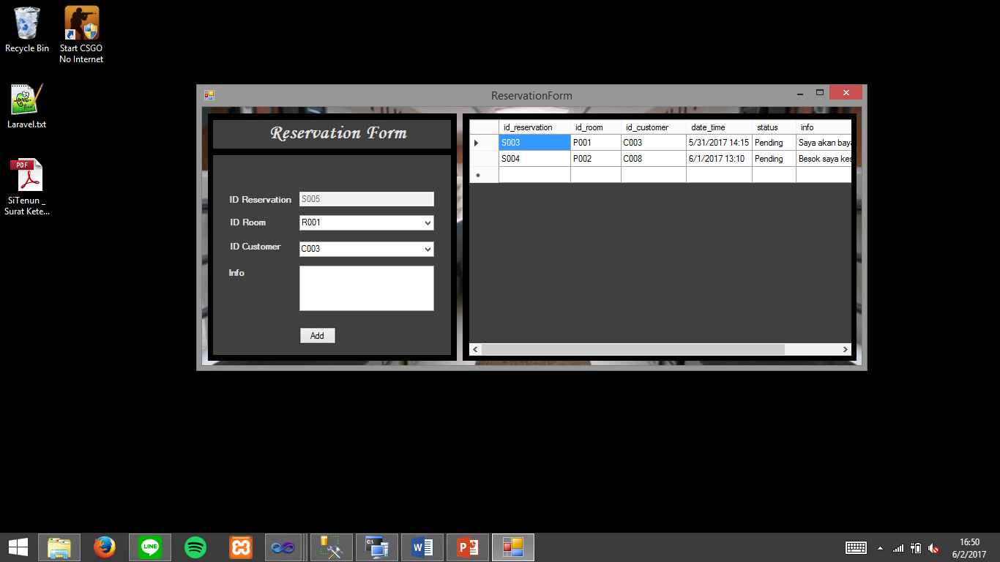 Recycle Bin
Start CSGO
No Internet
Laravel.txt
PDF
SiTenun _
Surat Kete...
ReservationForm
Reservation Form
ID Reservation S005
ID Room R001
ID Customer C003
Info
Add
id_reservation id_room id_customer date_time status info
S003 P001 C003 5/31/2017 14:15 Pending Saya akan bay
S004 P002 C008 6/1/2017 13:10 Pending Besok saya kes
*
LINE
C:\
16:50
6/2/2017